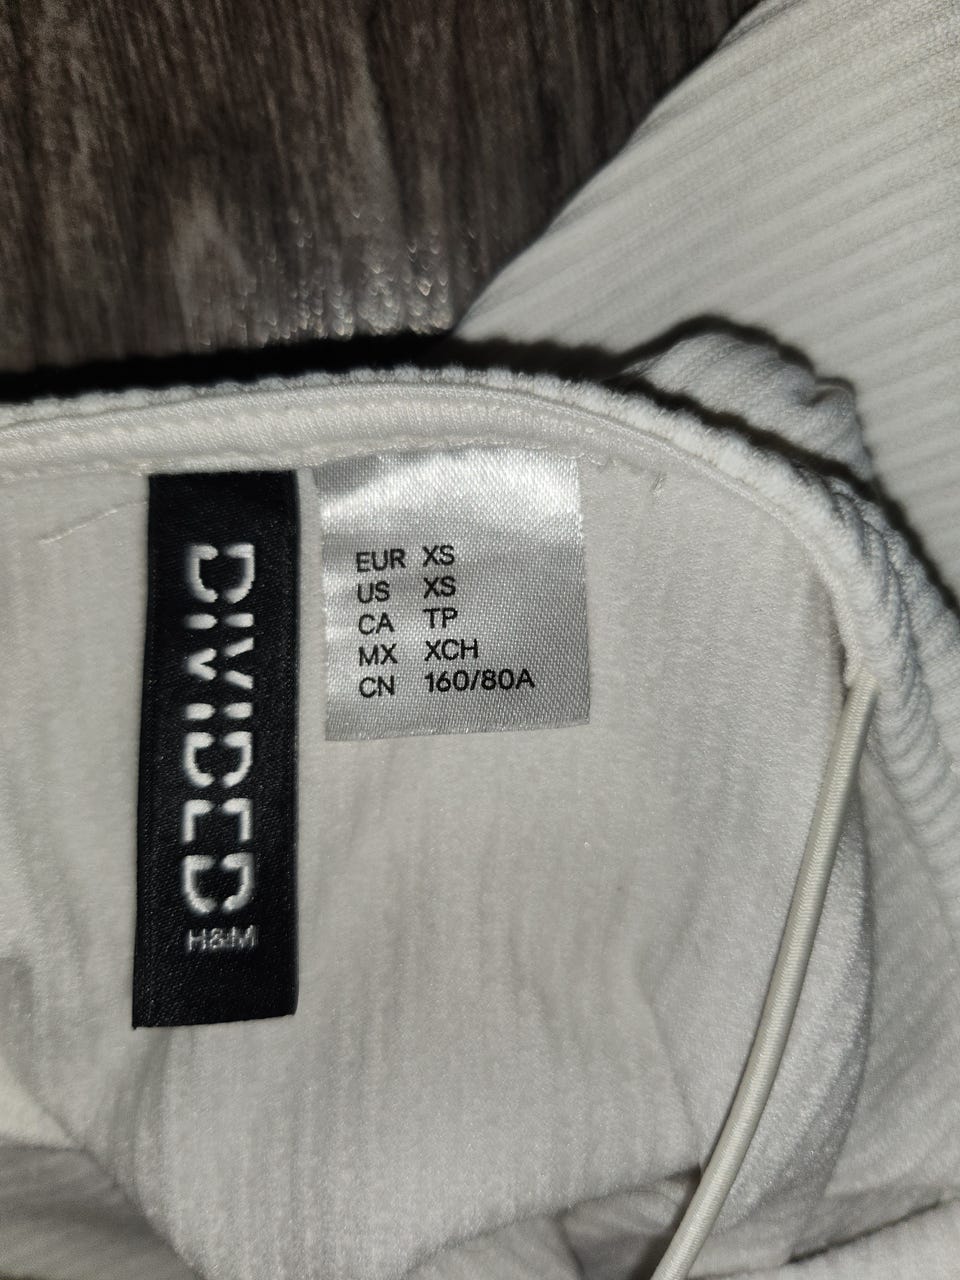 DIVIDED
H&M
EUR XS
US XS
CA TP
MX XCH
CN 160/80A